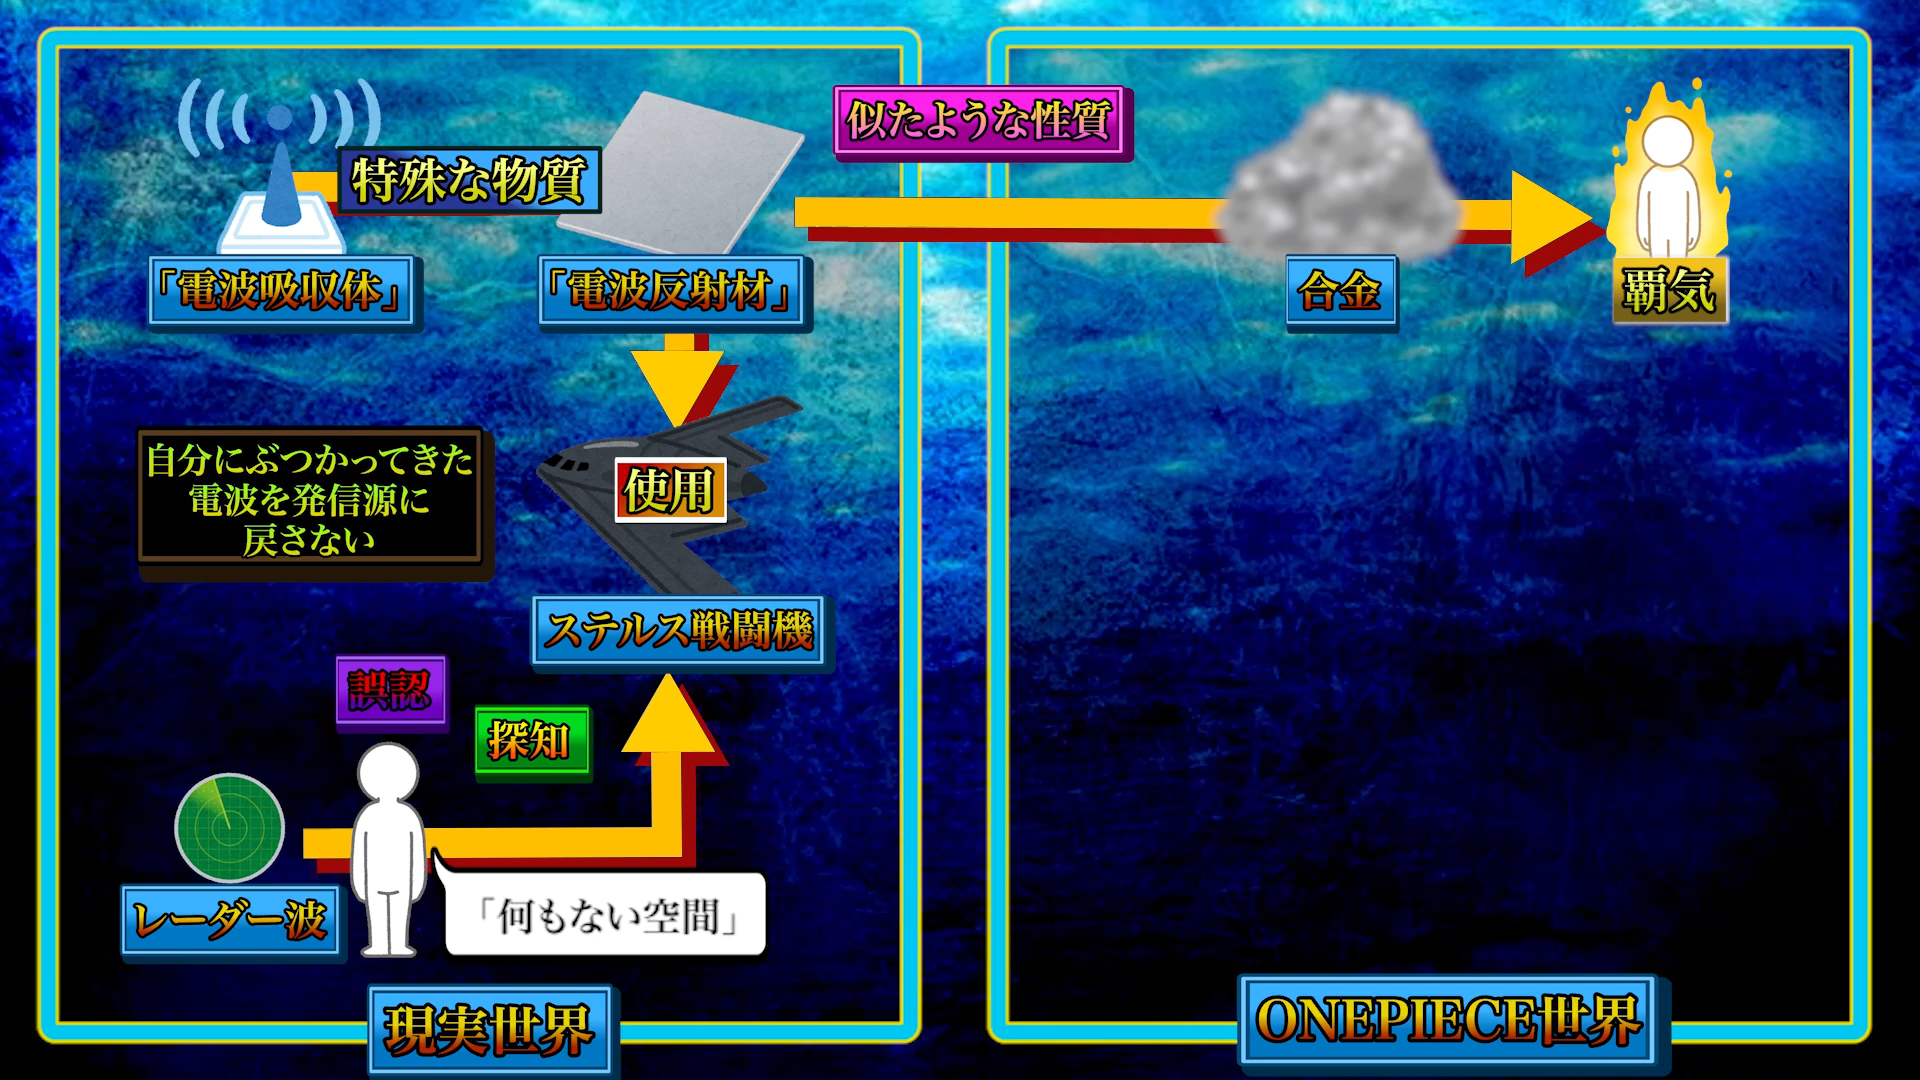 似たような性質
特殊な物質
「電波吸収体」
「電波反射材」
合金
覇気
自分にぶつかってきた
電波を発信源に
戻さない
使用
ステルス戦闘機
誤認
探知
レーダー波
「何もない空間」
現実世界
ONEPIECE世界